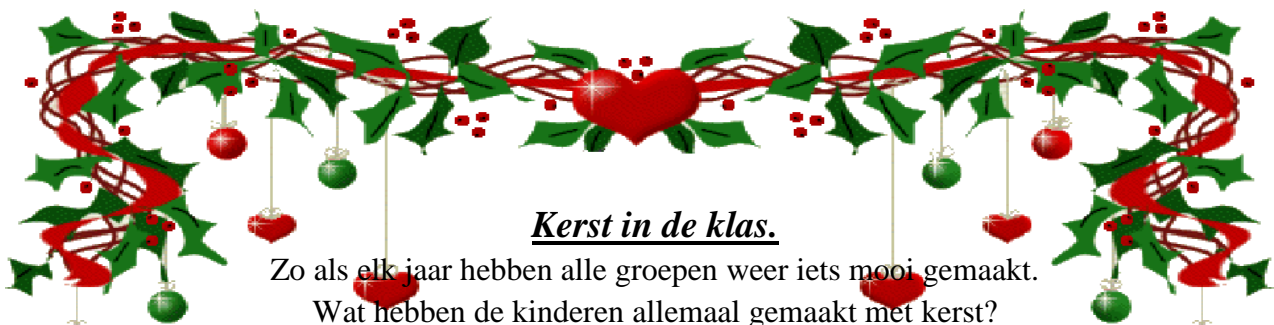 Kerst in de klas.
Zo als elk jaar hebben alle groepen weer iets mooi gemaakt.
Wat hebben de kinderen allemaal gemaakt met kerst?